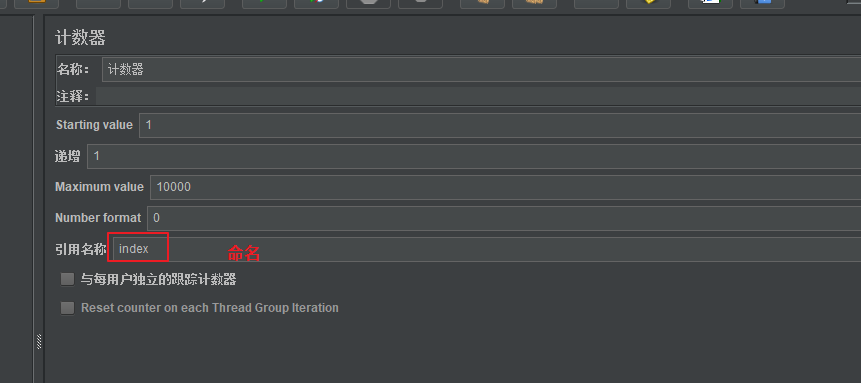 计数器
名称： 计数器
注释：
Starting value 1
递增 1
Maximum value 10000
Number format 0
引用名称 index 命名
与每用户独立的跟踪计数器
Reset counter on each Thread Group Iteration